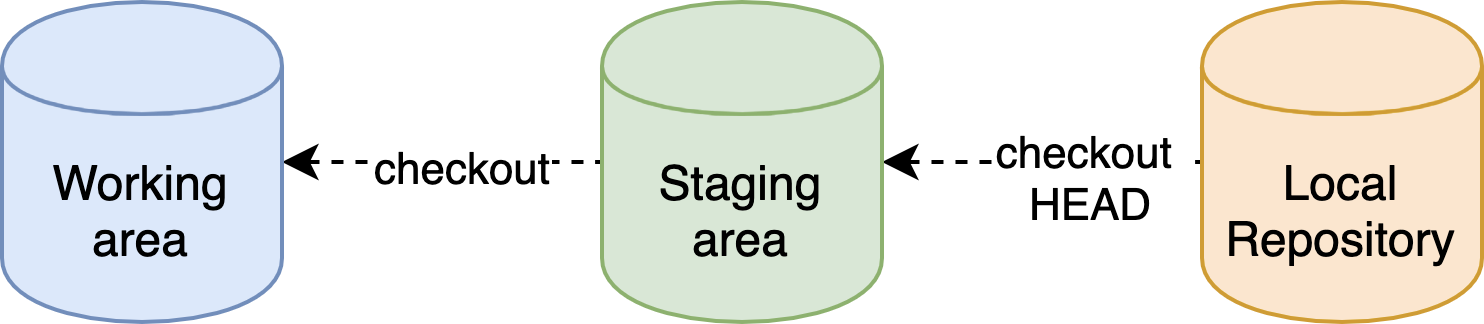 Working
area
checkout
Staging
area
checkout
HEAD
Local
Repository